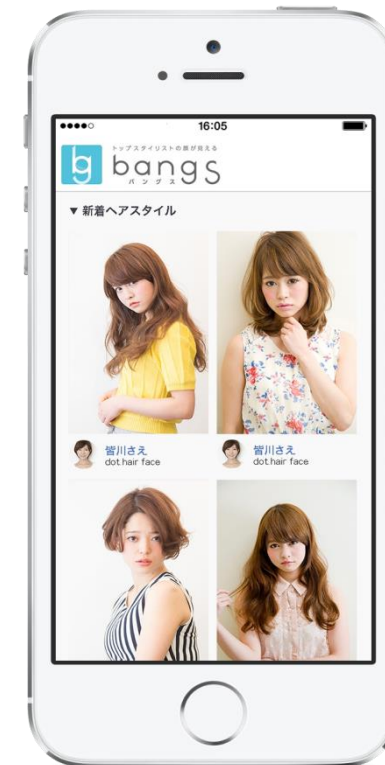 16:05
bg
トップスタイリストの原が見える
bangs
バングス
▼新着ヘアスタイル
皆川さえ
dot.hair face
皆川さえ
dot.hair face